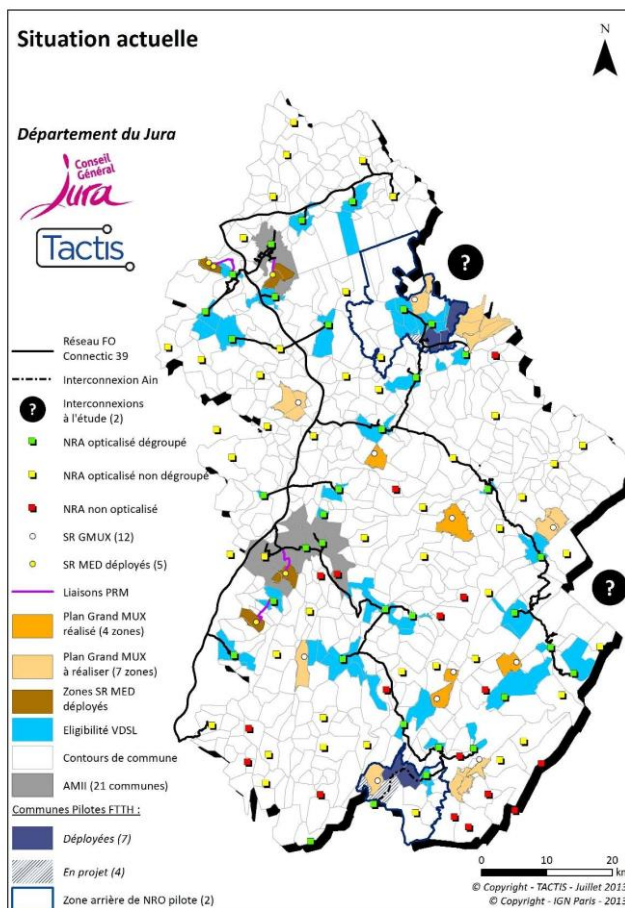 Situation actuelle
N
Département du Jura
Conseil
Général
Jura
Tactis
?
Réseau FO
Connectic 39
Interconnexion Ain
?
Interconnexions
à l'étude (2)
NRA opticalisé dégroupé
NRA opticalisé non dégroupé
NRA non opticalisé
SR GMUX (12)
SR MED déployés (5)
Liaisons PRM
Plan Grand MUX
réalisé (4 zones)
?
Plan Grand MUX
à réaliser (7 zones)
Zones SR MED
déployés
Eligibilité VDSL
Contours de commune
AMII (21 communes)
Communes Pilotes FTTH :
Déployées (7)
En projet (4)
Zone arrière de NRO pilote (2)
0 10 20
km
© Copyright - TACTIS - Juillet 2013
© Copyright - IGN Paris - 2013